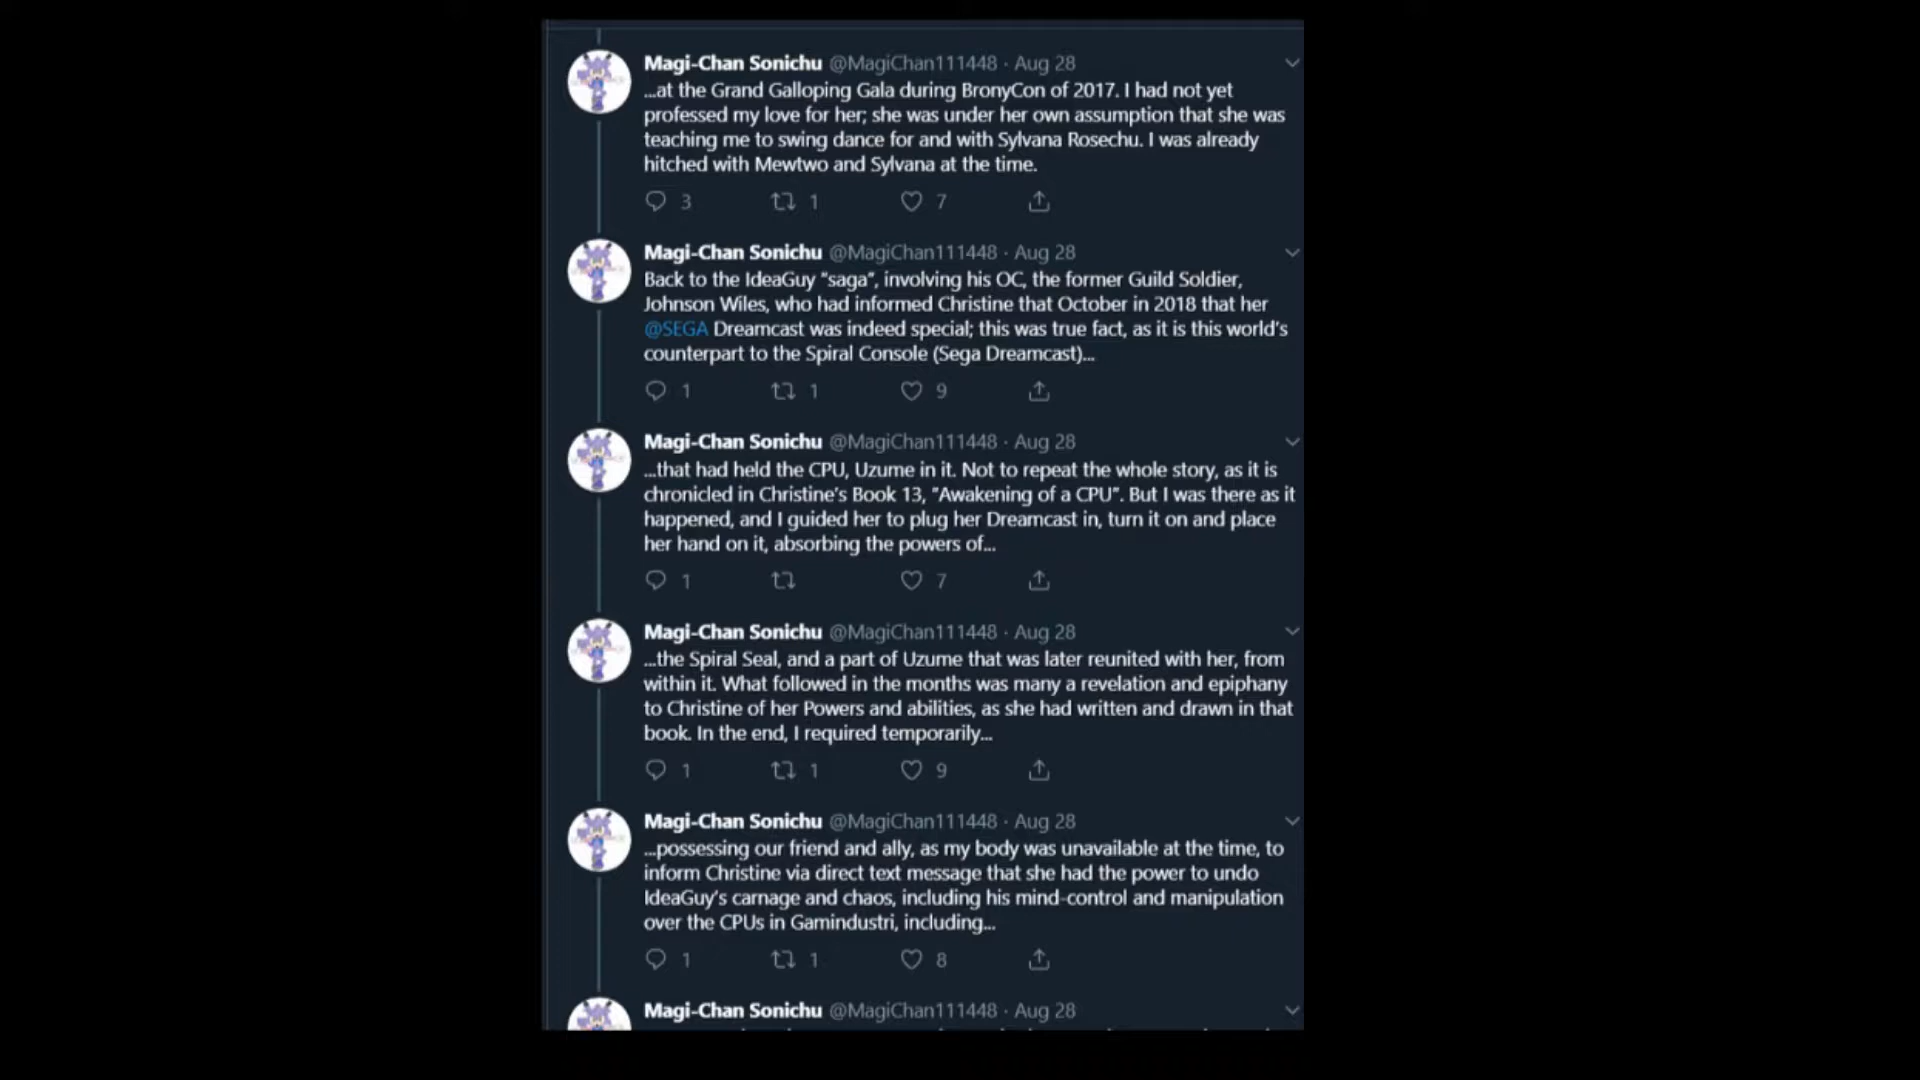 Magi-Chan Sonichu @MagiChan111448 · Aug 28
...at the Grand Galloping Gala during BronyCon of 2017. I had not yet
professed my love for her; she was under her own assumption that she was
teaching me to swing dance for and with Sylvana Rosechu. I was already
hitched with Mewtwo and Sylvana at the time.
3 1 7
Magi-Chan Sonichu @MagiChan111448 · Aug 28
Back to the IdeaGuy "saga", involving his OC, the former Guild Soldier,
Johnson Wiles, who had informed Christine that October in 2018 that her
@SEGA Dreamcast was indeed special; this was true fact, as it is this world's
counterpart to the Spiral Console (Sega Dreamcast)...
1 1 9
Magi-Chan Sonichu @MagiChan111448 · Aug 28
...that had held the CPU, Uzume in it. Not to repeat the whole story, as it is
chronicled in Christine's Book 13, "Awakening of a CPU". But I was there as it
happened, and I guided her to plug her Dreamcast in, turn it on and place
her hand on it, absorbing the powers of...
1 7
Magi-Chan Sonichu @MagiChan111448 · Aug 28
...the Spiral Seal, and a part of Uzume that was later reunited with her, from
within it. What followed in the months was many a revelation and epiphany
to Christine of her Powers and abilities, as she had written and drawn in that
book. In the end, I required temporarily...
1 1 9
Magi-Chan Sonichu @MagiChan111448 · Aug 28
...possessing our friend and ally, as my body was unavailable at the time, to
inform Christine via direct text message that she had the power to undo
IdeaGuy's carnage and chaos, including his mind-control and manipulation
over the CPUs in Gamindustri, including...
1 1 8
Magi-Chan Sonichu @MagiChan111448 · Aug 28